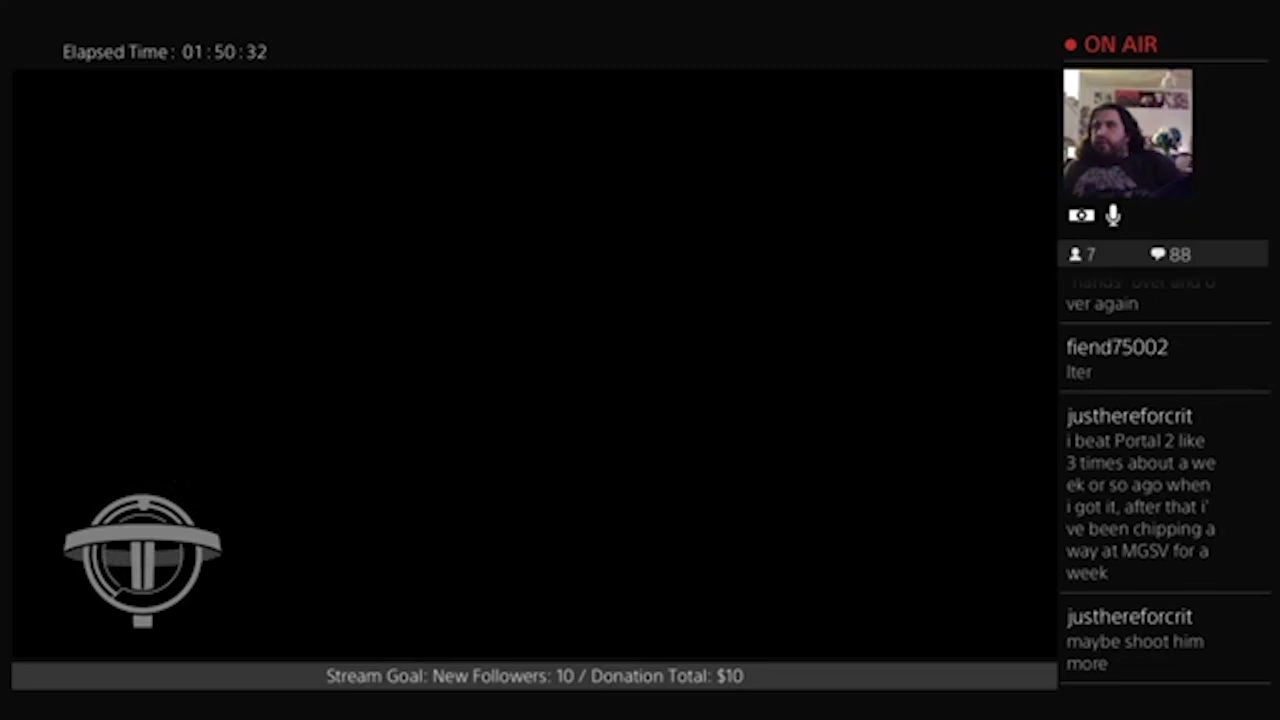 Elapsed Time: 01:50:32
ON AIR
7 88
ver again
fiend75002
lter
justhereforcrit
i beat Portal 2 like
3 times about a we
ek or so ago when
i got it, after that i'
ve been chipping a
way at MGSV for a
week
justhereforcrit
maybe shoot him
more
Stream Goal: New Followers: 10 / Donation Total: $10